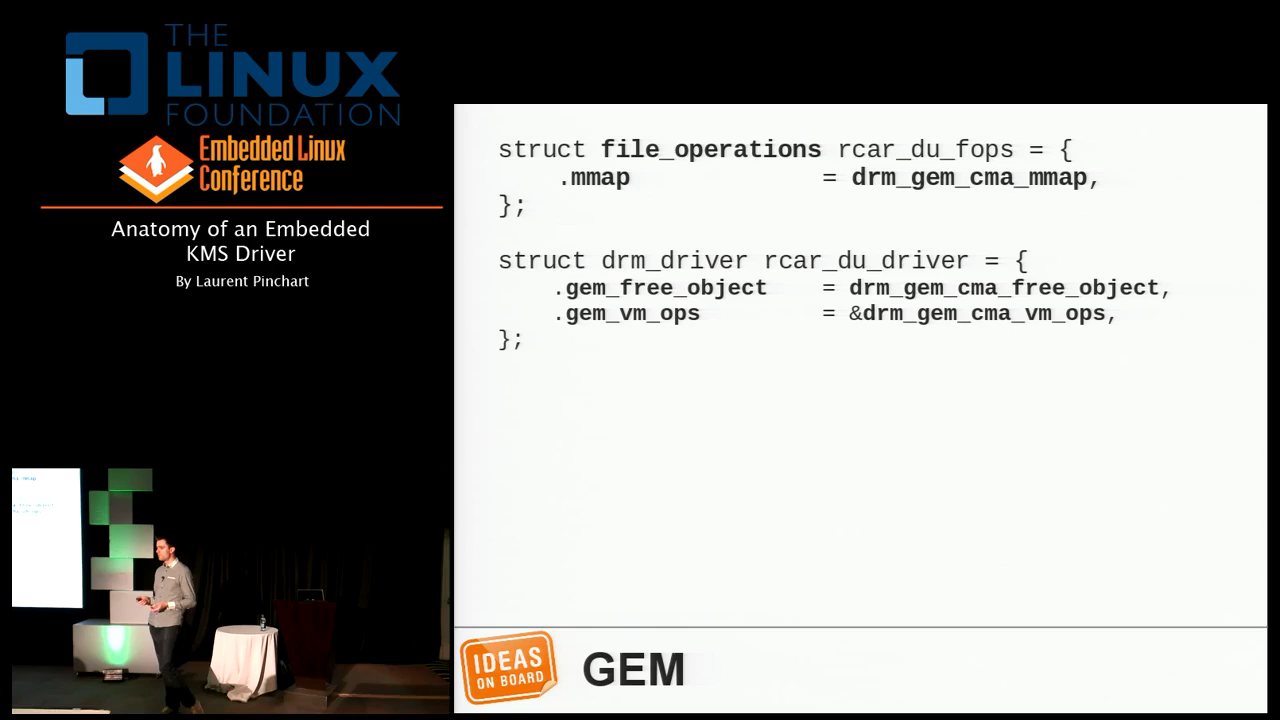 THE
LINUX
FOUNDATION
Embedded Linux
Conference
Anatomy of an Embedded
KMS Driver
By Laurent Pinchart
struct file_operations rcar_du_fops = {
.mmap = drm_gem_cma_mmap,
};
struct drm_driver rcar_du_driver = {
.gem_free_object = drm_gem_cma_free_object,
.gem_vm_ops = &drm_gem_cma_vm_ops,
};
IDEAS
ON BOARD
GEM